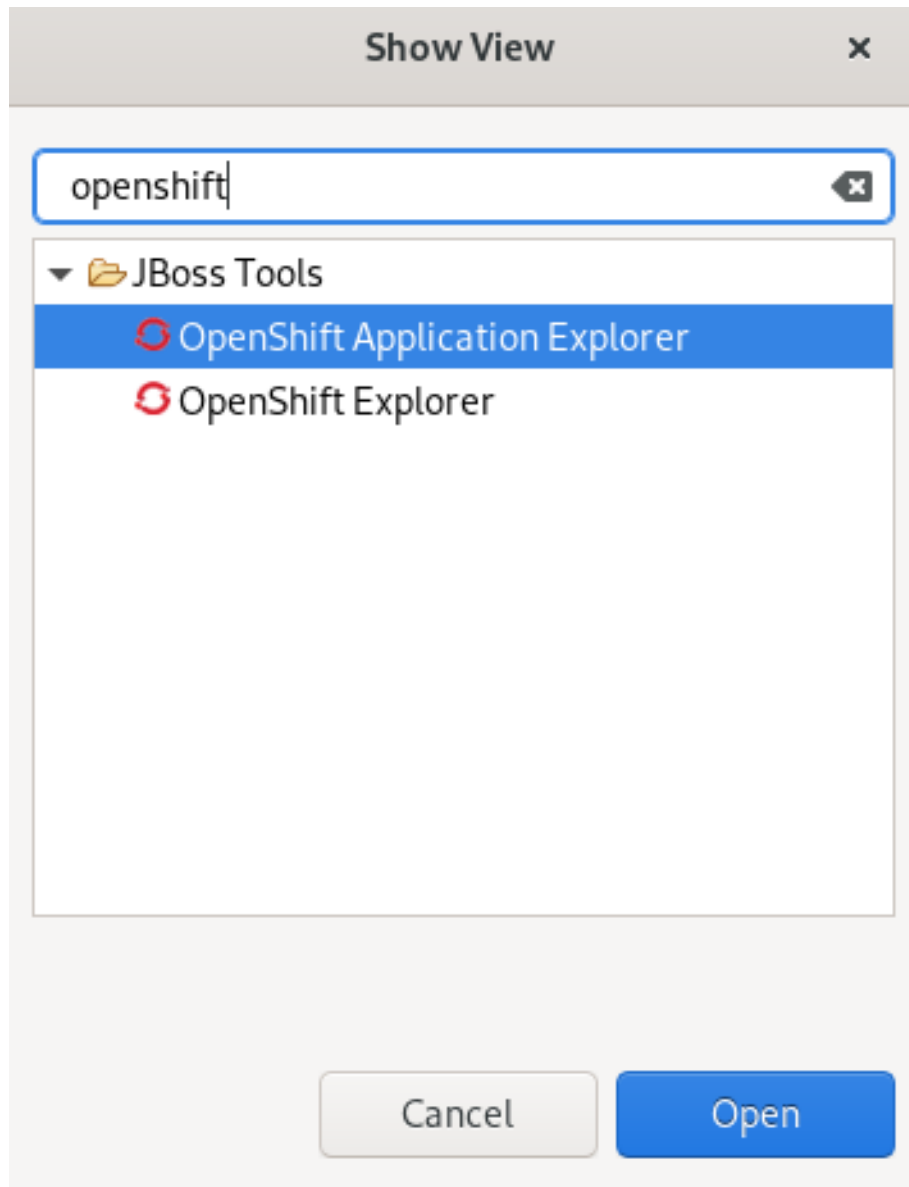 Show View
openshift
JBoss Tools
OpenShift Application Explorer
OpenShift Explorer
Cancel
Open